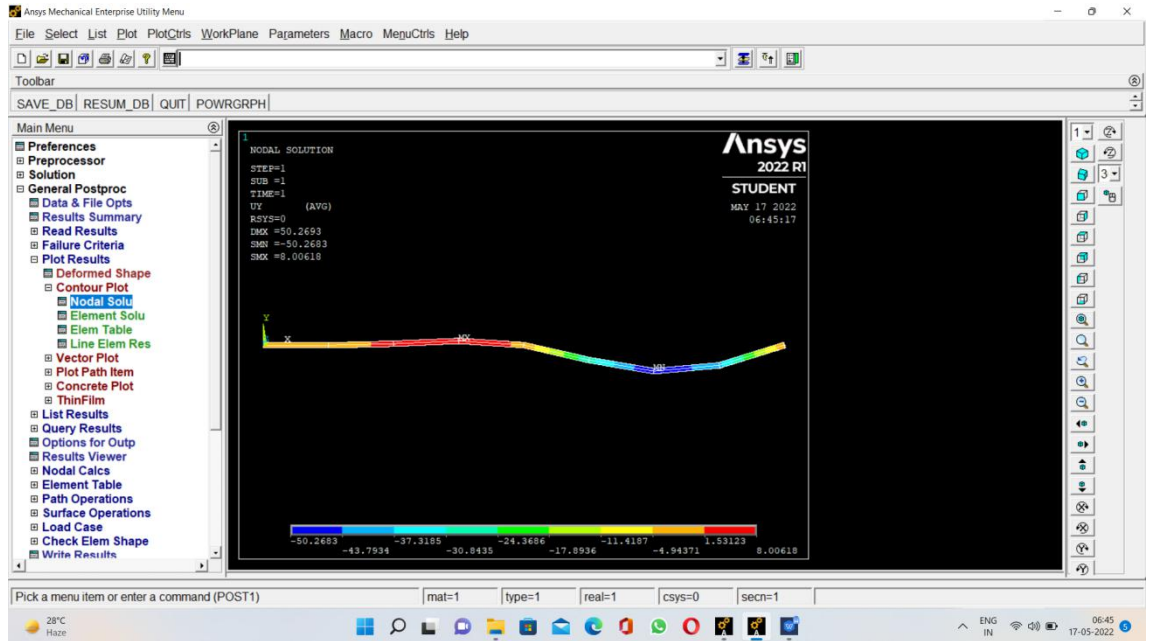 Ansys Mechanical Enterprise Utility Menu
File Select List Plot PlotCtrls WorkPlane Parameters Macro MenuCtrls Help
Toolbar
SAVE_DB RESUM_DB QUIT POWRGRPH
Main Menu
Preferences
Preprocessor
Solution
General Postproc
Data & File Opts
Results Summary
Read Results
Failure Criteria
Plot Results
Deformed Shape
Contour Plot
Nodal Solu
Element Solu
Elem Table
Line Elem Res
Vector Plot
Plot Path Item
Concrete Plot
ThinFilm
List Results
Query Results
Options for Outp
Results Viewer
Nodal Calcs
Element Table
Path Operations
Surface Operations
Load Case
Check Elem Shape
Write Results
1
NODAL SOLUTION
STEP=1
SUB =1
TIME=1
UY (AVG)
RSYS=0
DMX =50.2693
SMN =-50.2683
SMX =8.00618
Ansys
2022 R1
STUDENT
MAY 17 2022
06:45:17
Y
X
MX
MN
-50.2683 -37.3185 -24.3686 -11.4187 1.53123
-43.7934 -30.8435 -17.8936 -4.94371 8.00618
1
3
Pick a menu item or enter a command (POST1) mat=1 type=1 real=1 csys=0 secn=1
28°C
Haze
ENG
IN
06:45
17-05-2022
5